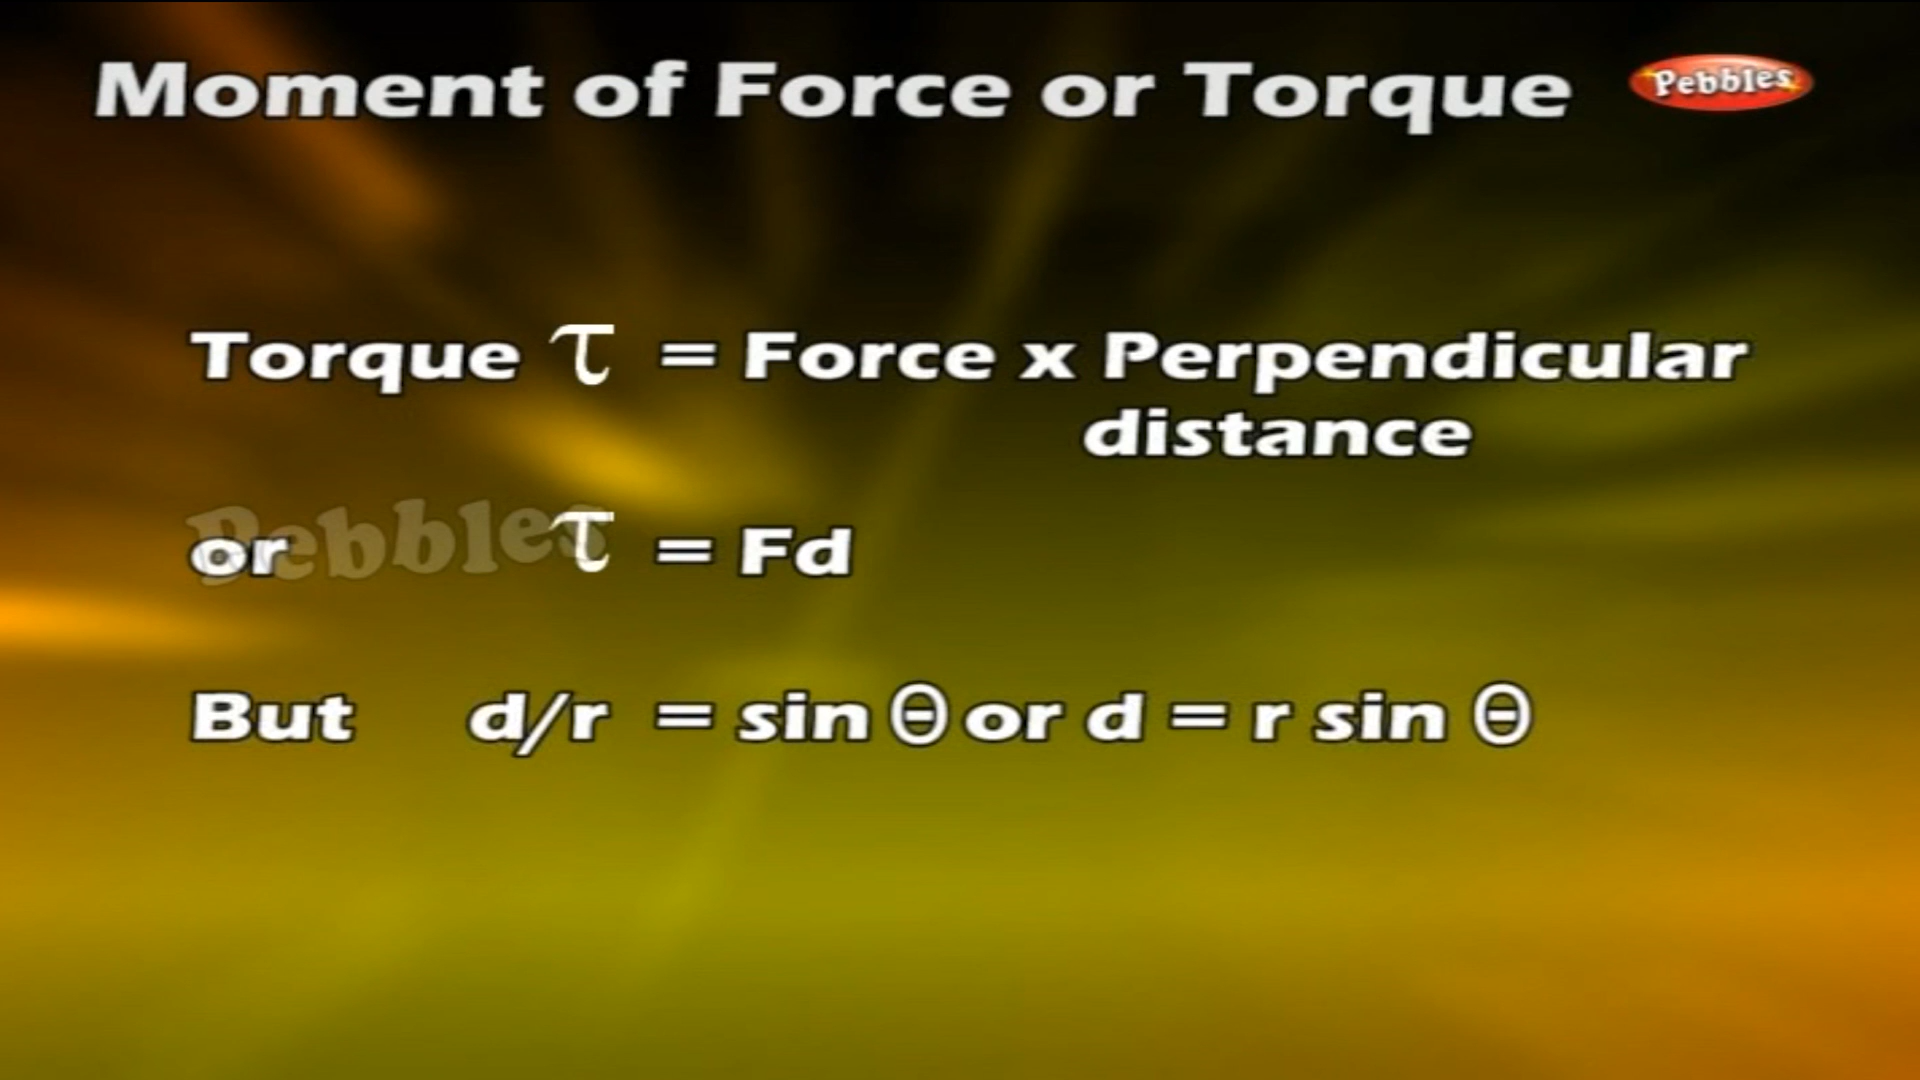 Moment of Force or Torque
Pebbles
Torque τ = Force x Perpendicular
distance
Pebbles
or τ = Fd
But d/r = sin θ or d = r sin θ